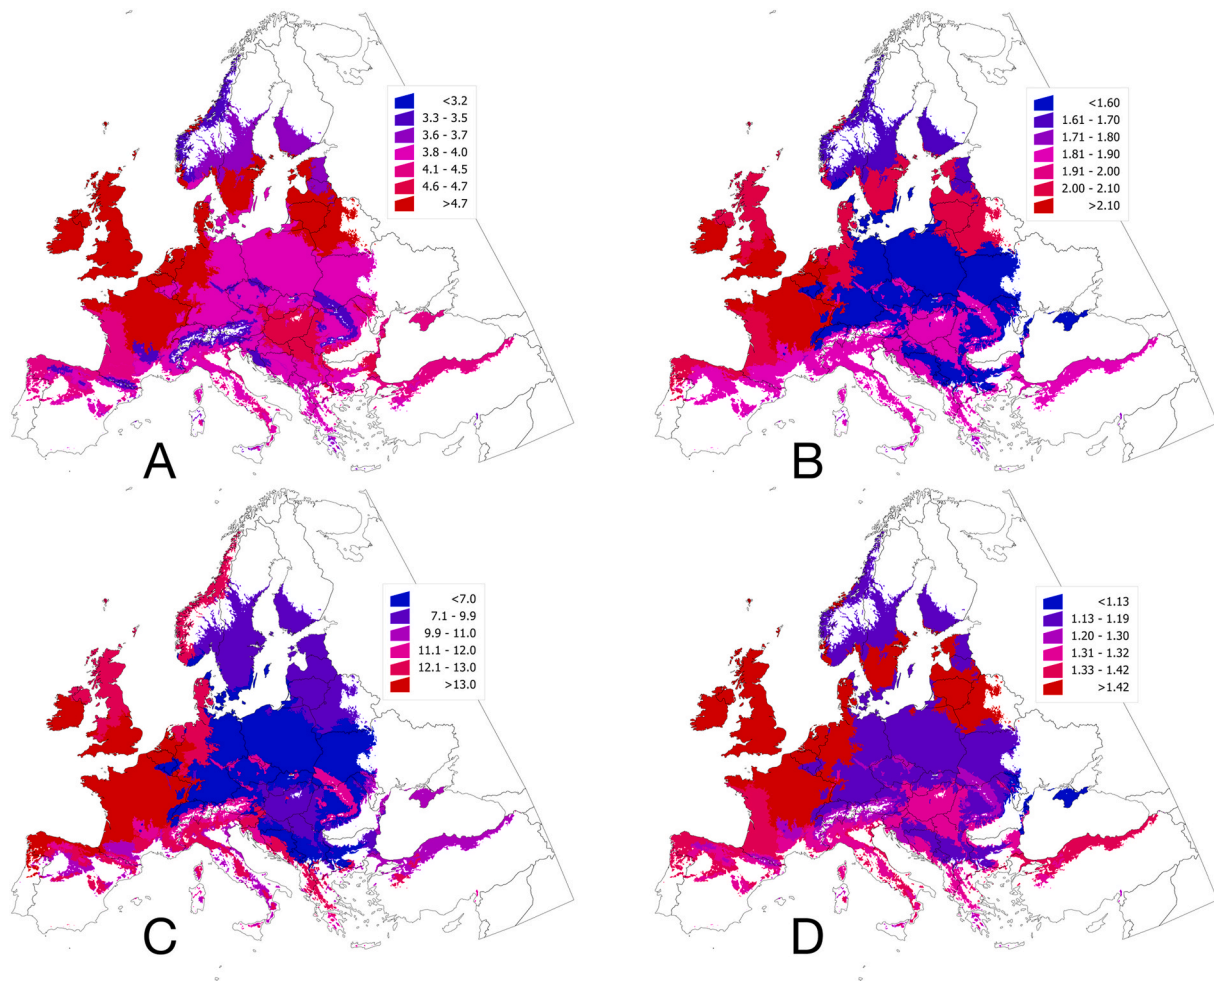 <3.2
3.3 - 3.5
3.6 - 3.7
3.8 - 4.0
4.1 - 4.5
4.6 - 4.7
>4.7
A
<1.60
1.61 - 1.70
1.71 - 1.80
1.81 - 1.90
1.91 - 2.00
2.00 - 2.10
>2.10
B
<7.0
7.1 - 9.9
9.9 - 11.0
11.1 - 12.0
12.1 - 13.0
>13.0
C
<1.13
1.13 - 1.19
1.20 - 1.30
1.31 - 1.32
1.33 - 1.42
>1.42
D